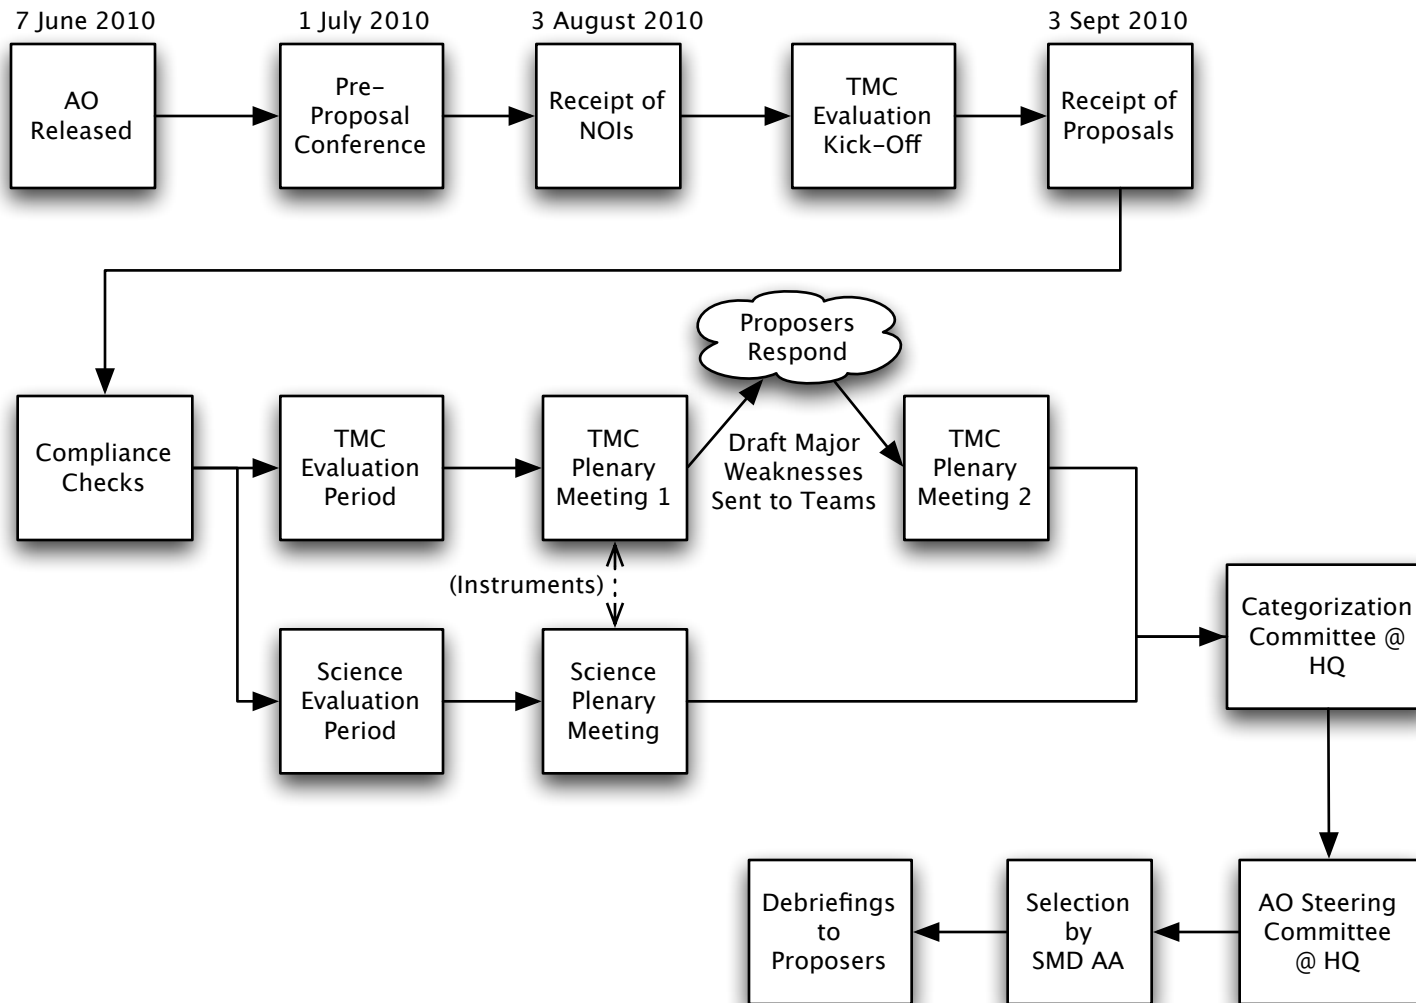 7 June 2010
1 July 2010
3 August 2010
3 Sept 2010
AO
Released
Pre-
Proposal
Conference
Receipt of
NOIs
TMC
Evaluation
Kick-Off
Receipt of
Proposals
Proposers
Respond
Compliance
Checks
TMC
Evaluation
Period
TMC
Plenary
Meeting 1
Draft Major
Weaknesses
Sent to Teams
TMC
Plenary
Meeting 2
(Instruments)
Science
Evaluation
Period
Science
Plenary
Meeting
Categorization
Committee @
HQ
Debriefings
to
Proposers
Selection
by
SMD AA
AO Steering
Committee
@ HQ